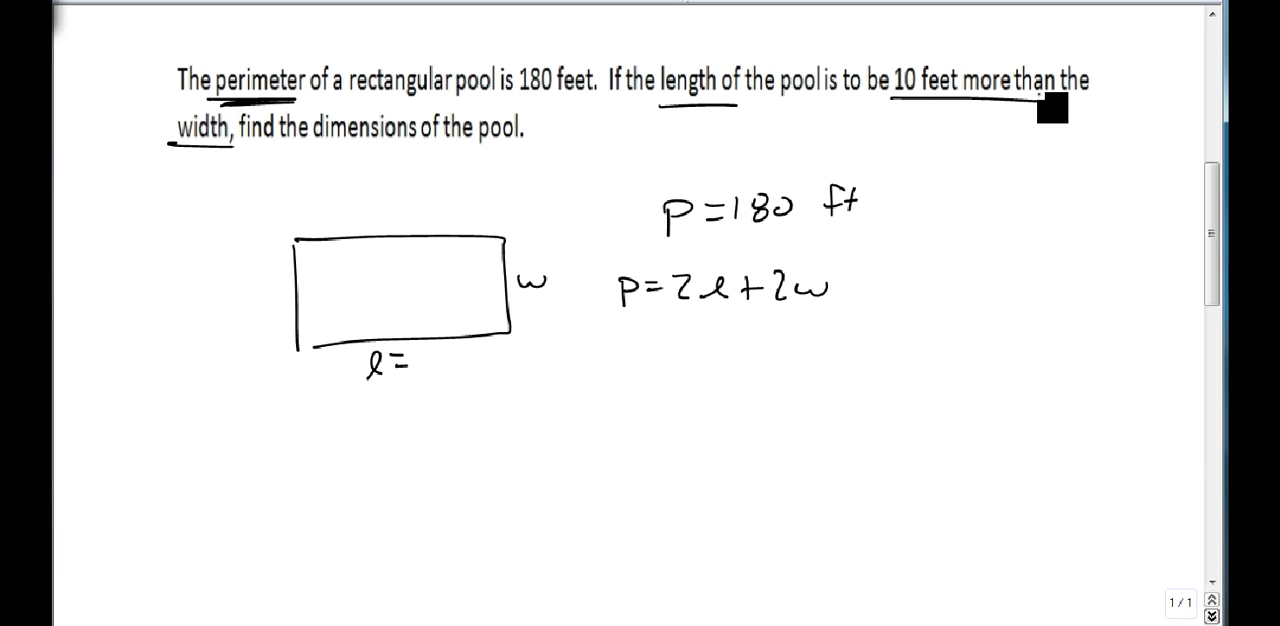 The perimeter of a rectangular pool is 180 feet. If the length of the pool is to be 10 feet more than the
width, find the dimensions of the pool.
P=180 ft
w
P=2l+2w
l=
1/1